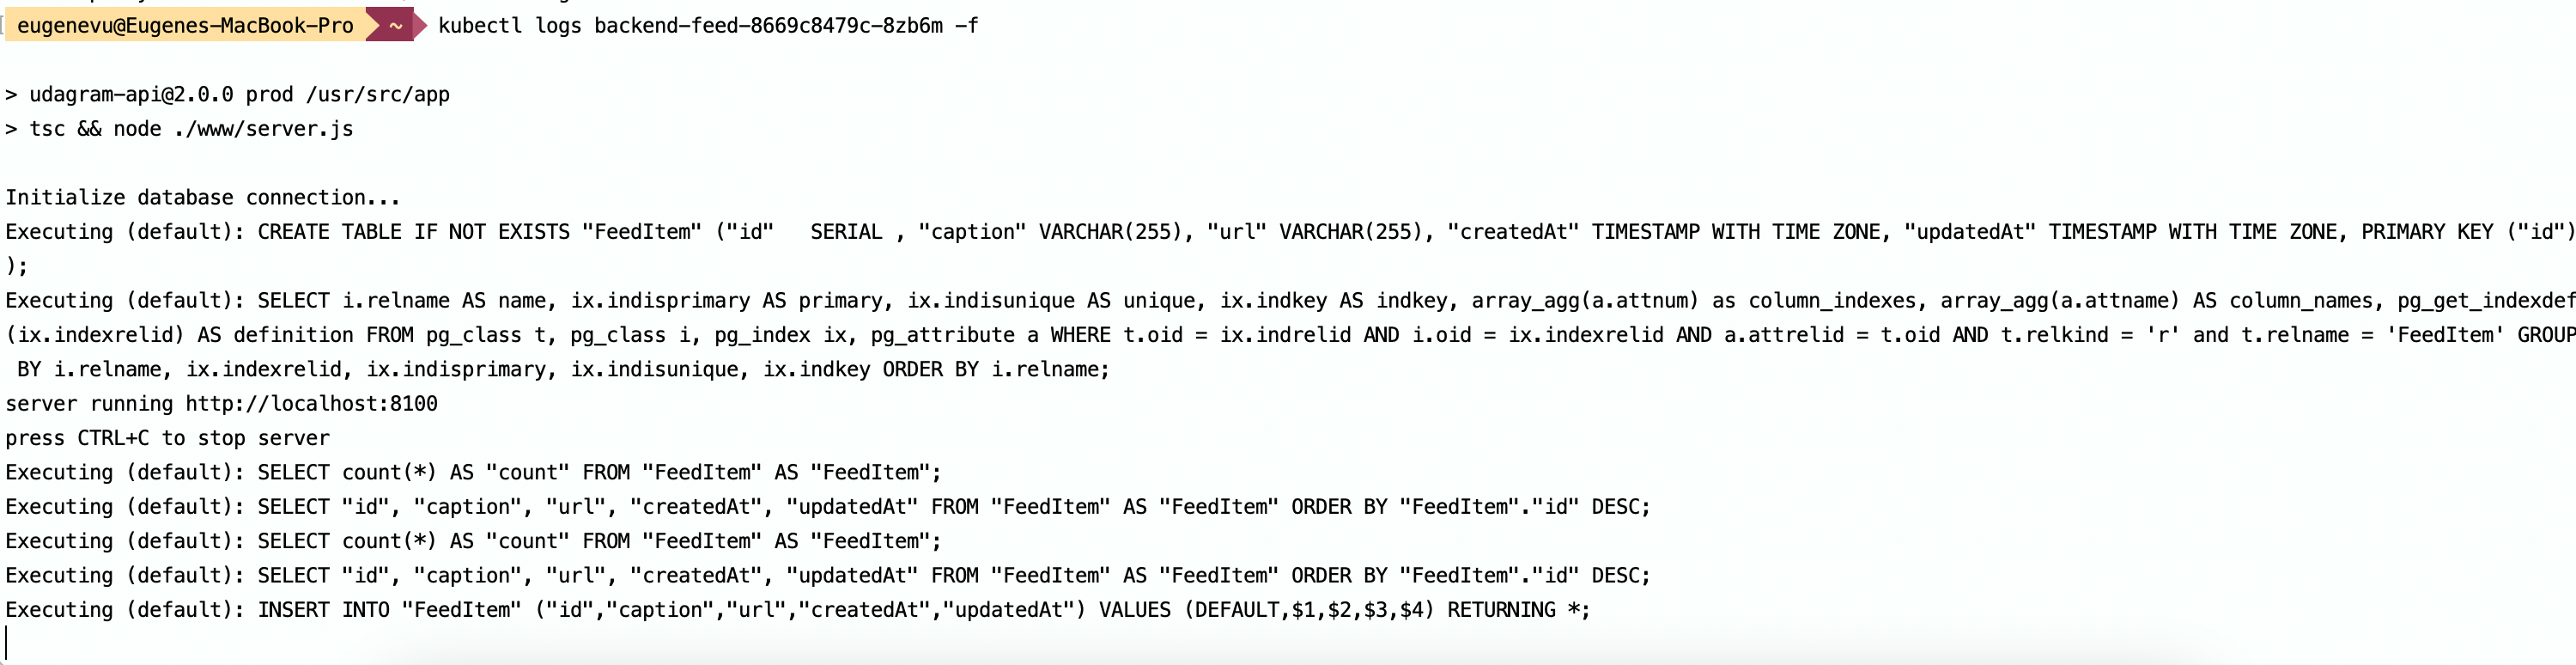 eugenevu@Eugenes-MacBook-Pro ~ kubectl logs backend-feed-8669c8479c-8zb6m -f
> udagram-api@2.0.0 prod /usr/src/app
> tsc && node ./www/server.js
Initialize database connection...
Executing (default): CREATE TABLE IF NOT EXISTS "FeedItem" ("id"   SERIAL , "caption" VARCHAR(255), "url" VARCHAR(255), "createdAt" TIMESTAMP WITH TIME ZONE, "updatedAt" TIMESTAMP WITH TIME ZONE, PRIMARY KEY ("id")
);
Executing (default): SELECT i.relname AS name, ix.indisprimary AS primary, ix.indisunique AS unique, ix.indkey AS indkey, array_agg(a.attnum) as column_indexes, array_agg(a.attname) AS column_names, pg_get_indexdef
(ix.indexrelid) AS definition FROM pg_class t, pg_class i, pg_index ix, pg_attribute a WHERE t.oid = ix.indrelid AND i.oid = ix.indexrelid AND a.attrelid = t.oid AND t.relkind = 'r' and t.relname = 'FeedItem' GROUP
 BY i.relname, ix.indexrelid, ix.indisprimary, ix.indisunique, ix.indkey ORDER BY i.relname;
server running http://localhost:8100
press CTRL+C to stop server
Executing (default): SELECT count(*) AS "count" FROM "FeedItem" AS "FeedItem";
Executing (default): SELECT "id", "caption", "url", "createdAt", "updatedAt" FROM "FeedItem" AS "FeedItem" ORDER BY "FeedItem"."id" DESC;
Executing (default): SELECT count(*) AS "count" FROM "FeedItem" AS "FeedItem";
Executing (default): SELECT "id", "caption", "url", "createdAt", "updatedAt" FROM "FeedItem" AS "FeedItem" ORDER BY "FeedItem"."id" DESC;
Executing (default): INSERT INTO "FeedItem" ("id","caption","url","createdAt","updatedAt") VALUES (DEFAULT,$1,$2,$3,$4) RETURNING *;